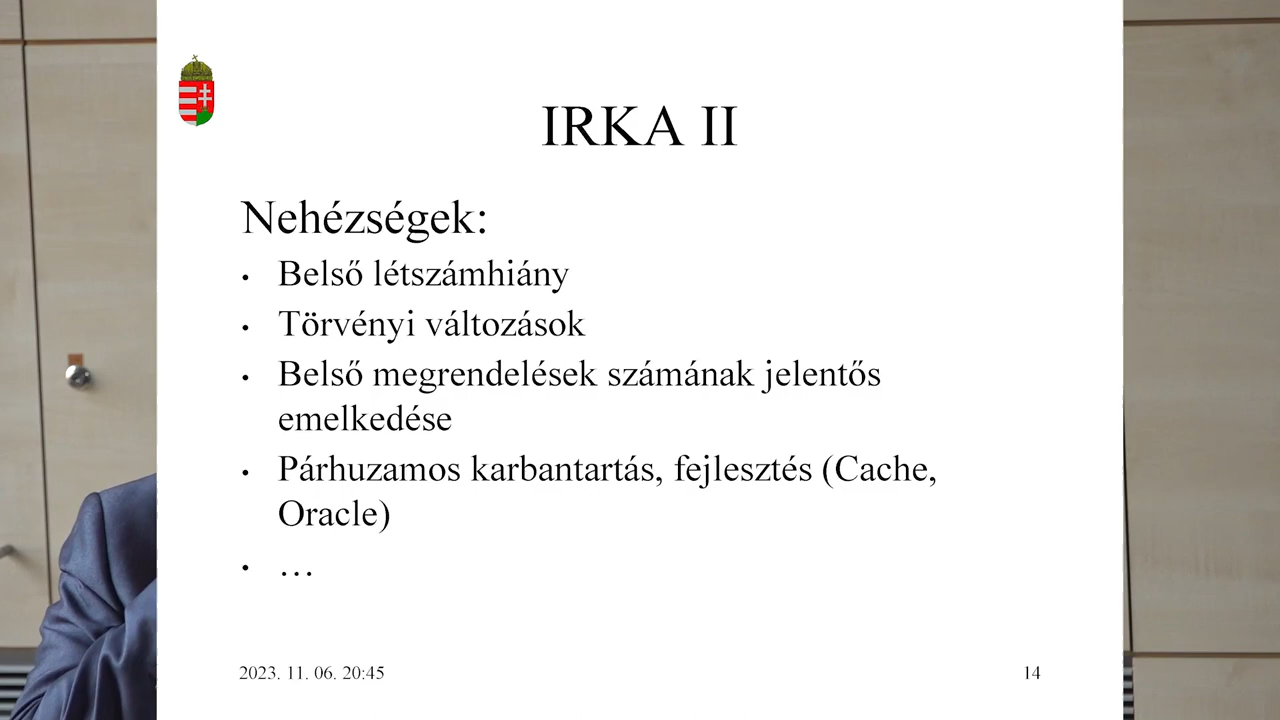 IRKA II
Nehézségek:
• Belső létszámhiány
• Törvényi változások
• Belső megrendelések számának jelentős
emelkedése
• Párhuzamos karbantartás, fejlesztés (Cache,
Oracle)
• …
2023. 11. 06. 20:45
14